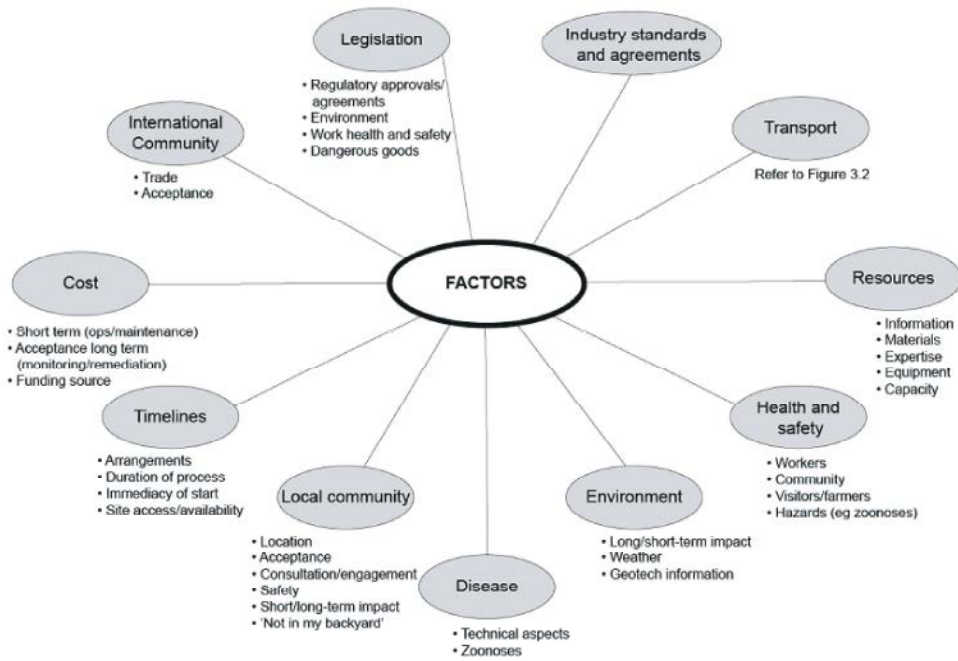 Legislation
• Regulatory approvals/
agreements
• Environment
• Work health and safety
• Dangerous goods
Industry standards
and agreements
International
Community
• Trade
• Acceptance
Transport
Refer to Figure 3.2
FACTORS
Cost
• Short term (ops/maintenance)
• Acceptance long term
(monitoring/remediation)
• Funding source
Resources
• Information
• Materials
• Expertise
• Equipment
• Capacity
Timelines
• Arrangements
• Duration of process
• Immediacy of start
• Site access/availability
Health and
safety
• Workers
• Community
• Visitors/farmers
• Hazards (eg zoonoses)
Local community
• Location
• Acceptance
• Consultation/engagement
• Safety
• Short/long-term impact
• 'Not in my backyard'
Environment
• Long/short-term impact
• Weather
• Geotech information
Disease
• Technical aspects
• Zoonoses